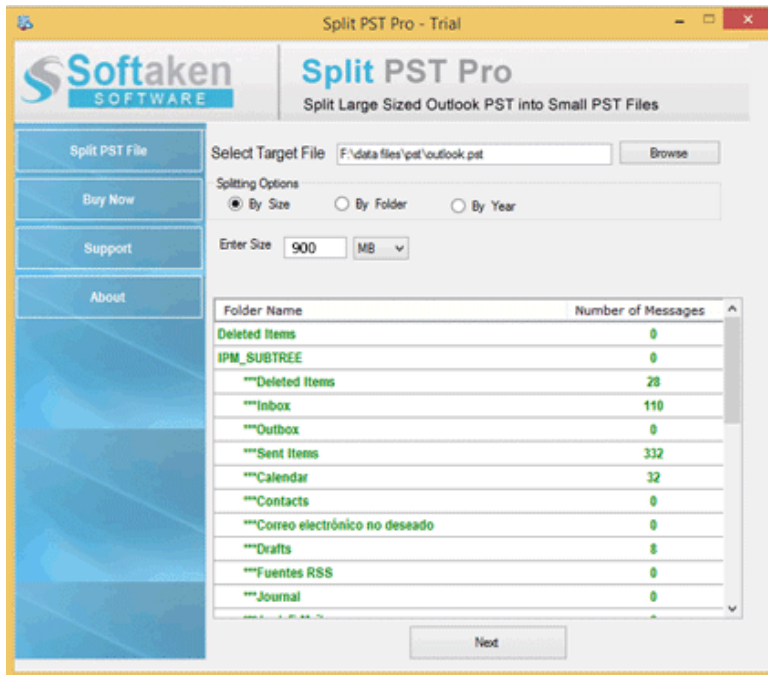 Split PST Pro - Trial
Softaken
SOFTWARE
Split PST Pro
Split Large Sized Outlook PST into Small PST Files
Split PST File
Buy Now
Support
About
Select Target File F:\data files\pst\outlook.pst Browse
Splitting Options
By Size By Folder By Year
Enter Size 900 MB
Folder Name Number of Messages
Deleted Items 0
IPM_SUBTREE 0
***Deleted Items 28
***Inbox 110
***Outbox 0
***Sent Items 332
***Calendar 32
***Contacts 0
***Correo electrónico no deseado 0
***Drafts 8
***Fuentes RSS 0
***Journal 0
Next